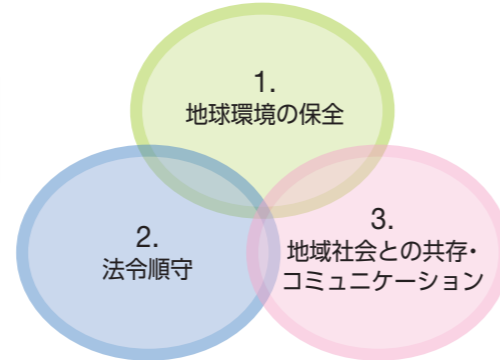 1.
地球環境の保全
2.
法令順守
3.
地域社会との共存・
コミュニケーション